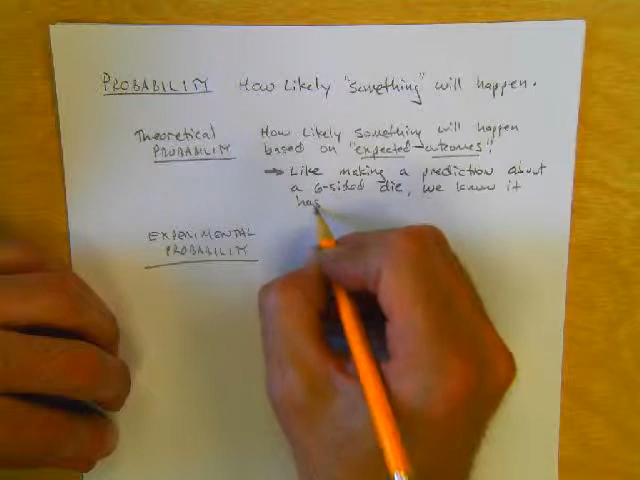 PROBABILITY How Likely "something" will happen.
Theoretical PROBABILITY
How Likely something will happen
based on "expected outcomes"!
→ Like making a prediction about
a 6-sided die, we know it
has
EXPERIMENTAL
PROBABILITY